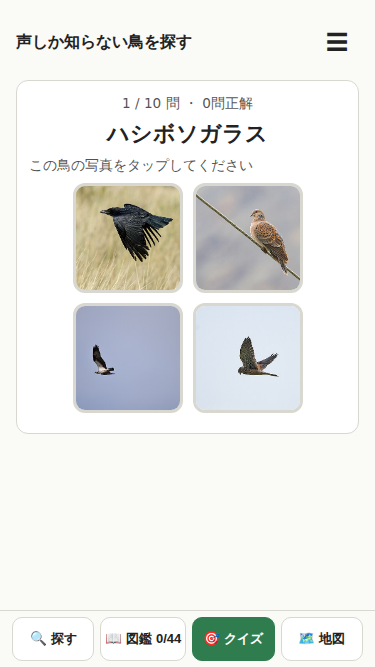 声しか知らない鳥を探す
☰
1 / 10 問 ・ 0問正解
ハシボソガラス
この鳥の写真をタップしてください
🔍 探す
📖 図鑑 0/44
🎯 クイズ
🗺️ 地図